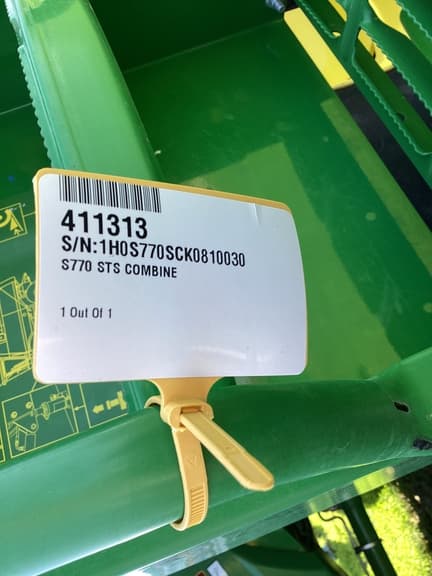 411313
S/N:1H0S770SCK0810030
S770 STS COMBINE
1 Out Of 1